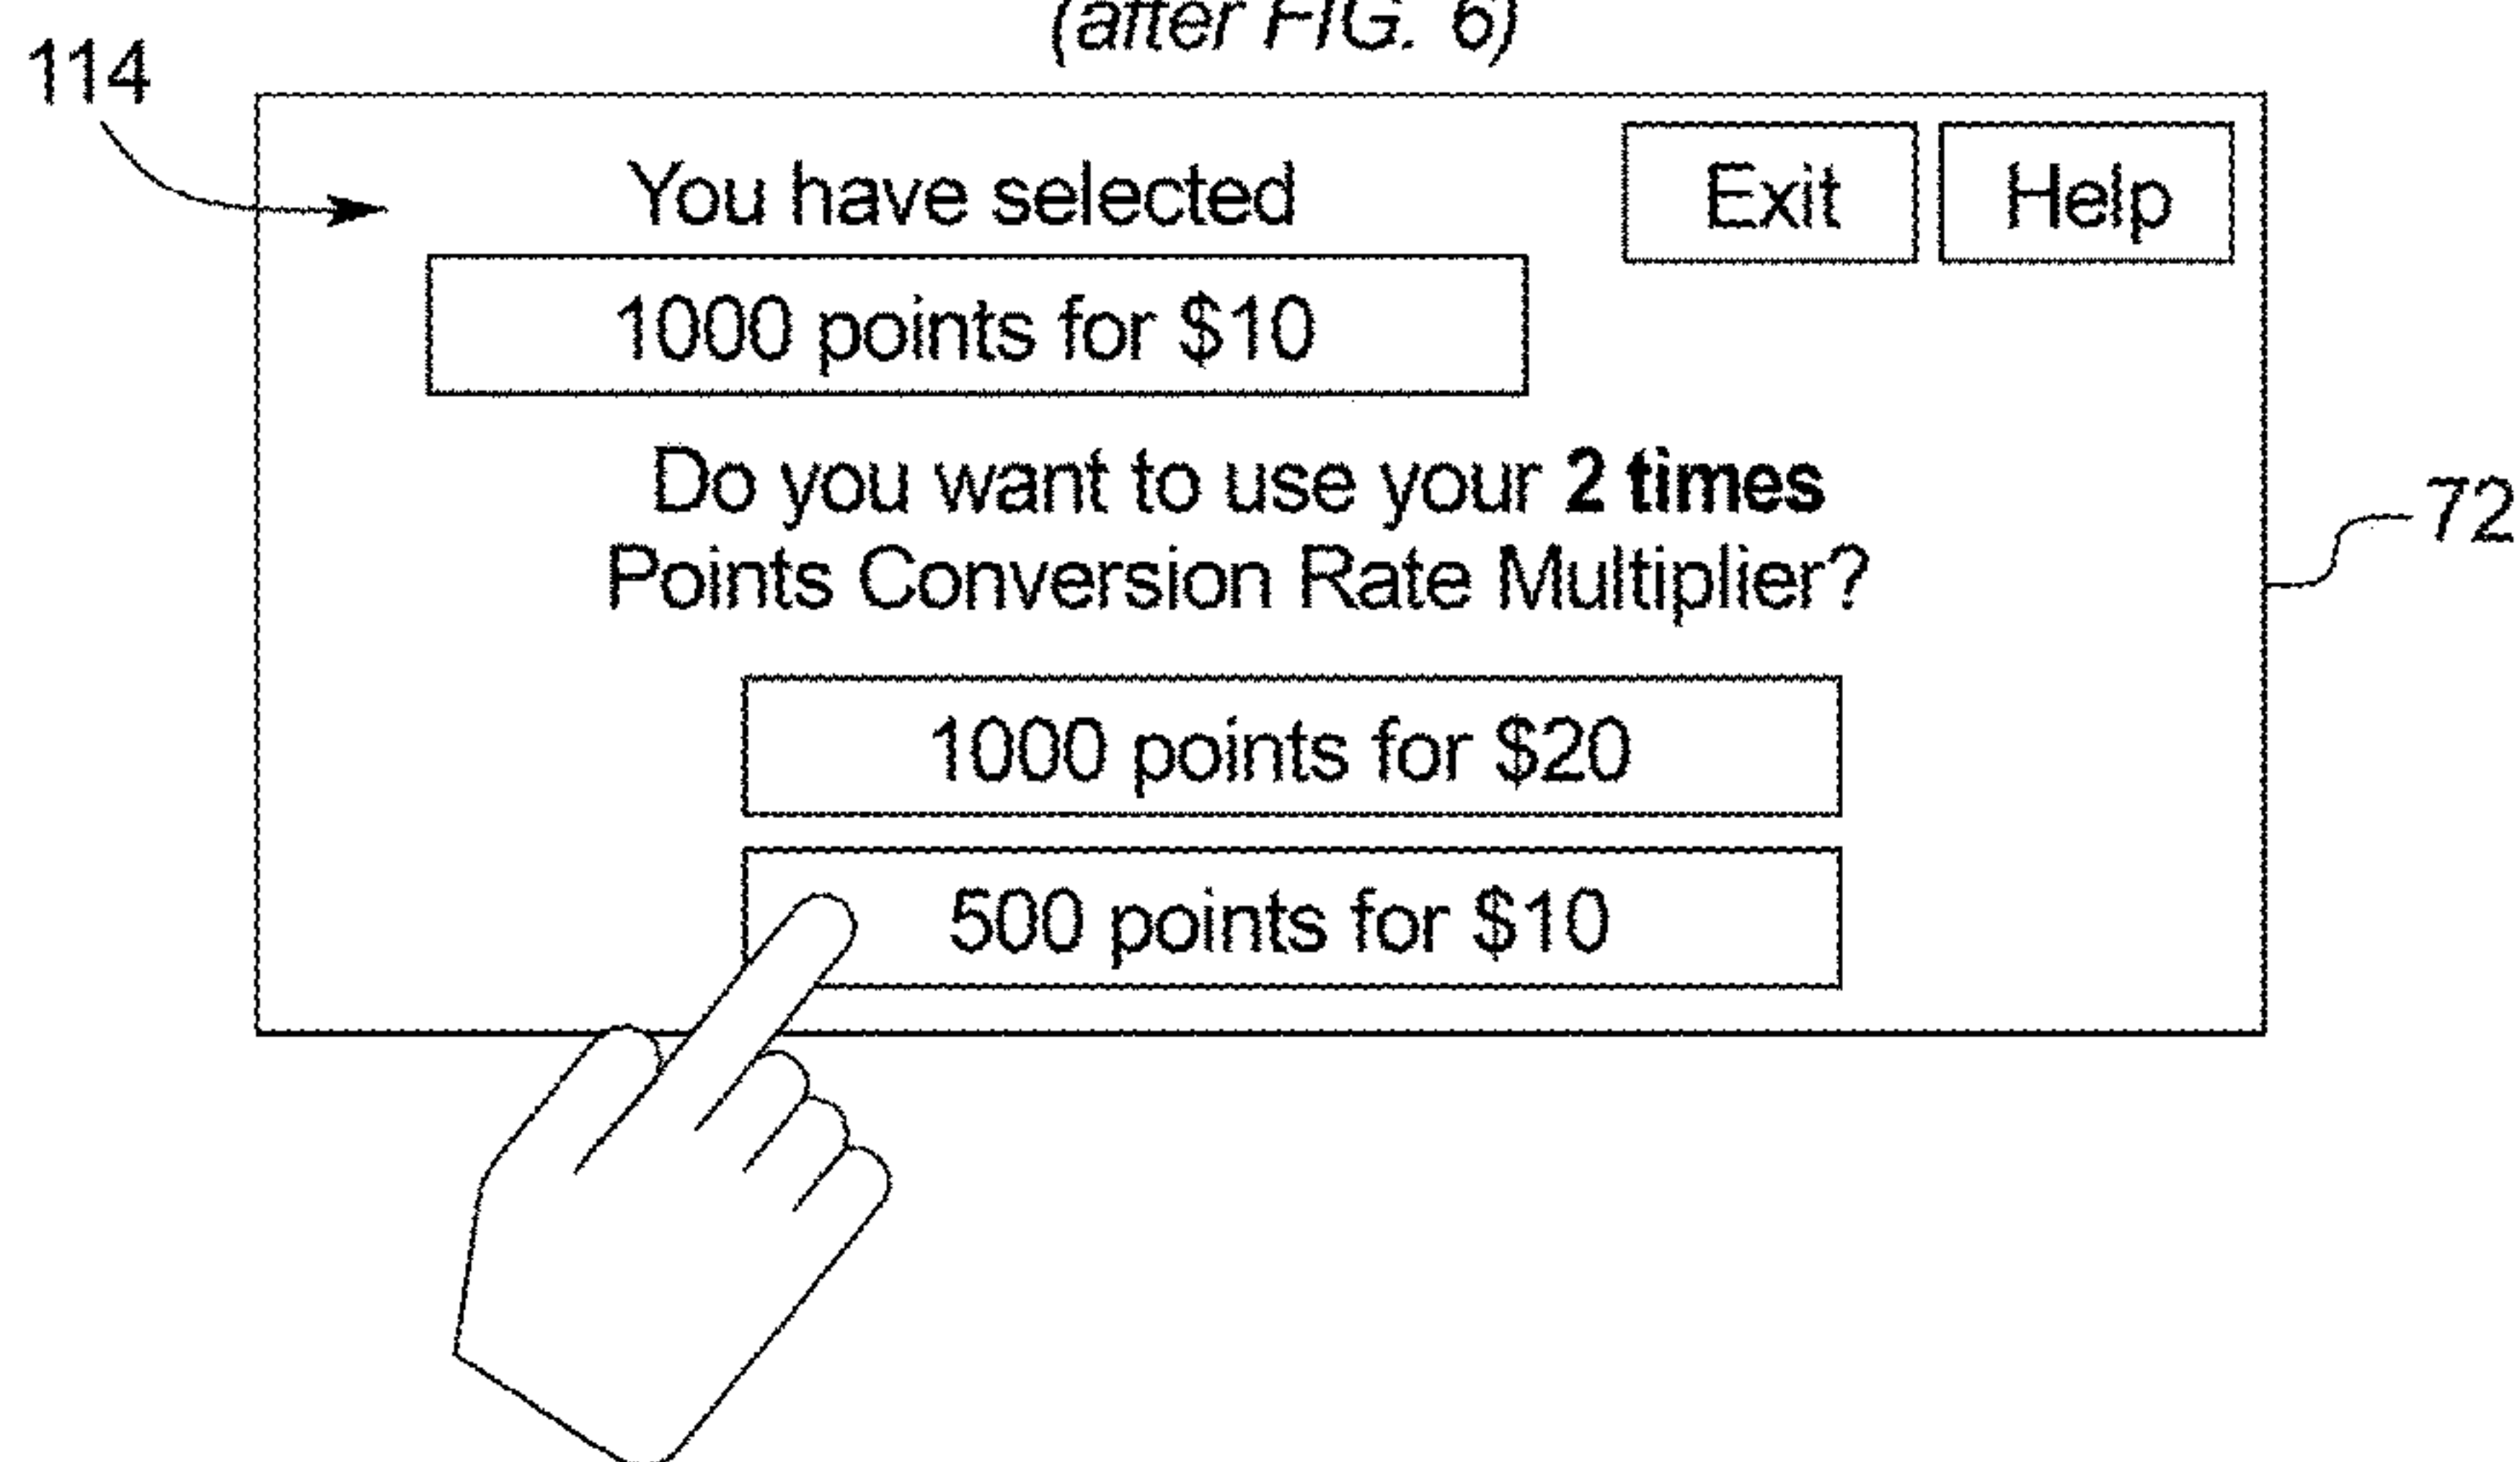 (after FIG. 6)
114
You have selected
Exit
Help
1000 points for $10
Do you want to use your 2 times
Points Conversion Rate Multiplier?
72
1000 points for $20
500 points for $10